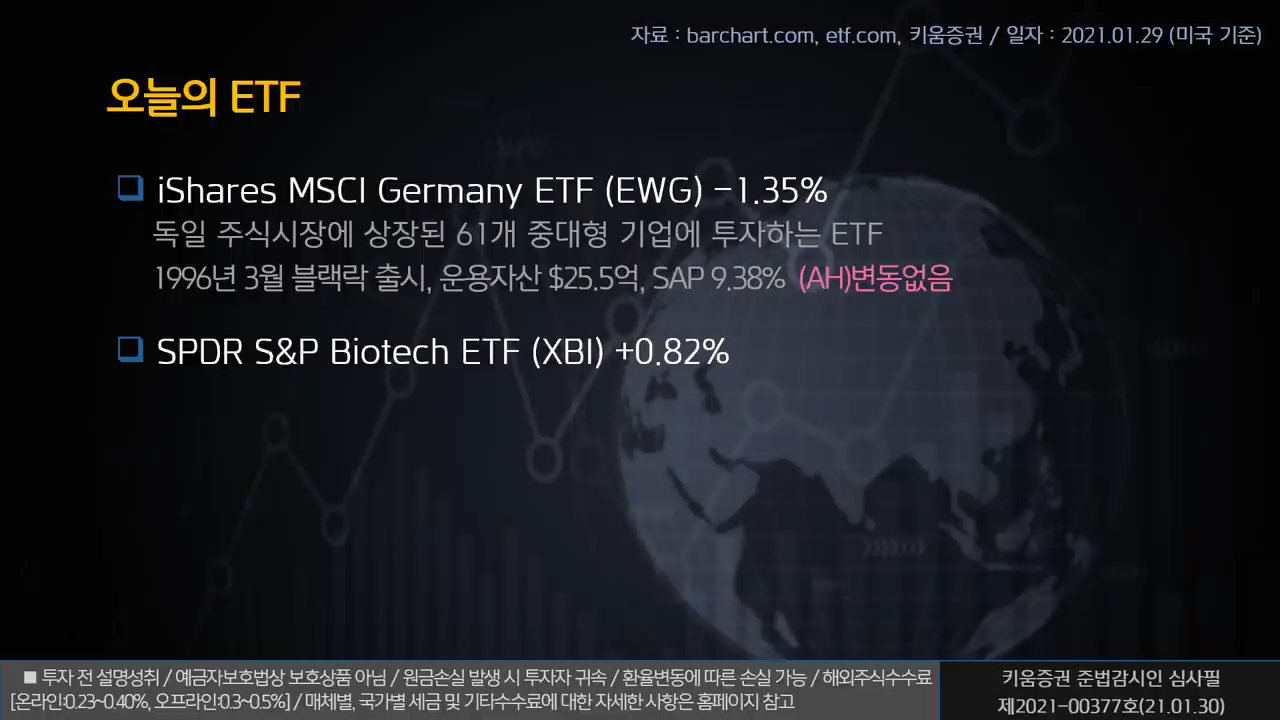 자료 : barchart.com, etf.com, 키움증권 / 일자 : 2021.01.29 (미국 기준)
오늘의 ETF
❑ iShares MSCI Germany ETF (EWG) -1.35%
독일 주식시장에 상장된 61개 중대형 기업에 투자하는 ETF
1996년 3월 블랙락 출시, 운용자산 $25.5억, SAP 9.38% (AH)변동없음
❑ SPDR S&P Biotech ETF (XBI) +0.82%
■ 투자 전 설명성취 / 예금자보호법상 보호상품 아님 / 원금손실 발생 시 투자자 귀속 / 환율변동에 따른 손실 가능 / 해외주식수수료
[온라인:0.23~0.40%, 오프라인:0.3~0.5%] / 매체별, 국가별 세금 및 기타수수료에 대한 자세한 사항은 홈페이지 참고
키움증권 준법감시인 심사필
제2021-00377호(21.01.30)